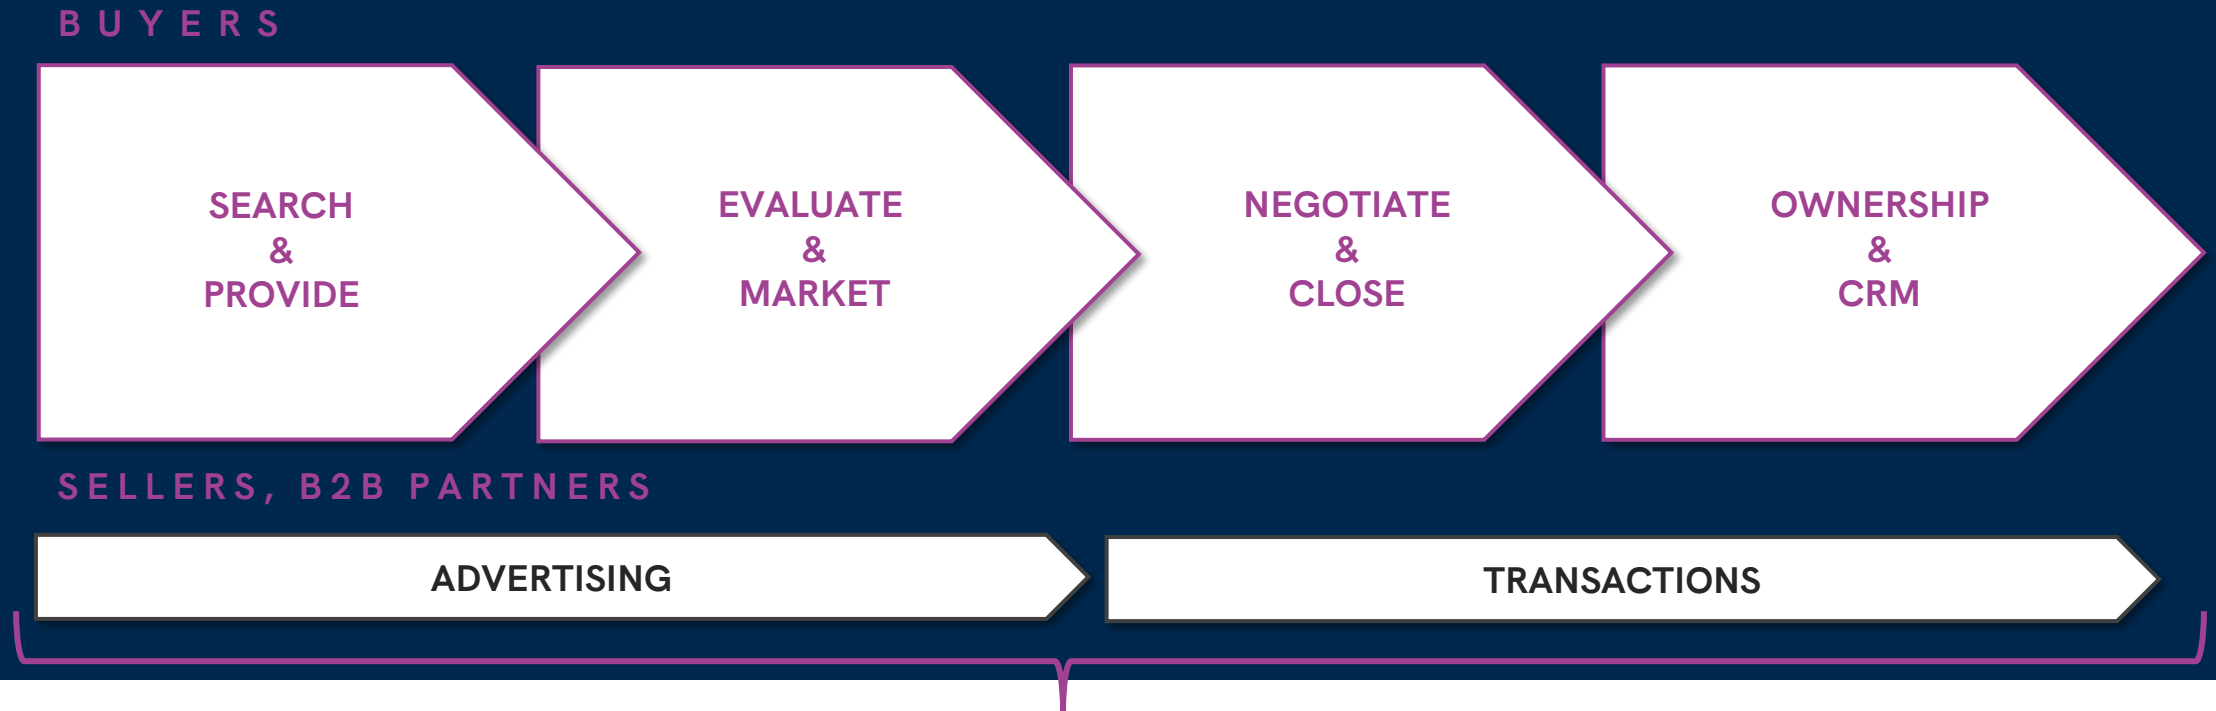 BUYERS
SEARCH
&
PROVIDE
EVALUATE
&
MARKET
NEGOTIATE
&
CLOSE
OWNERSHIP
&
CRM
SELLERS, B2B PARTNERS
ADVERTISING
TRANSACTIONS